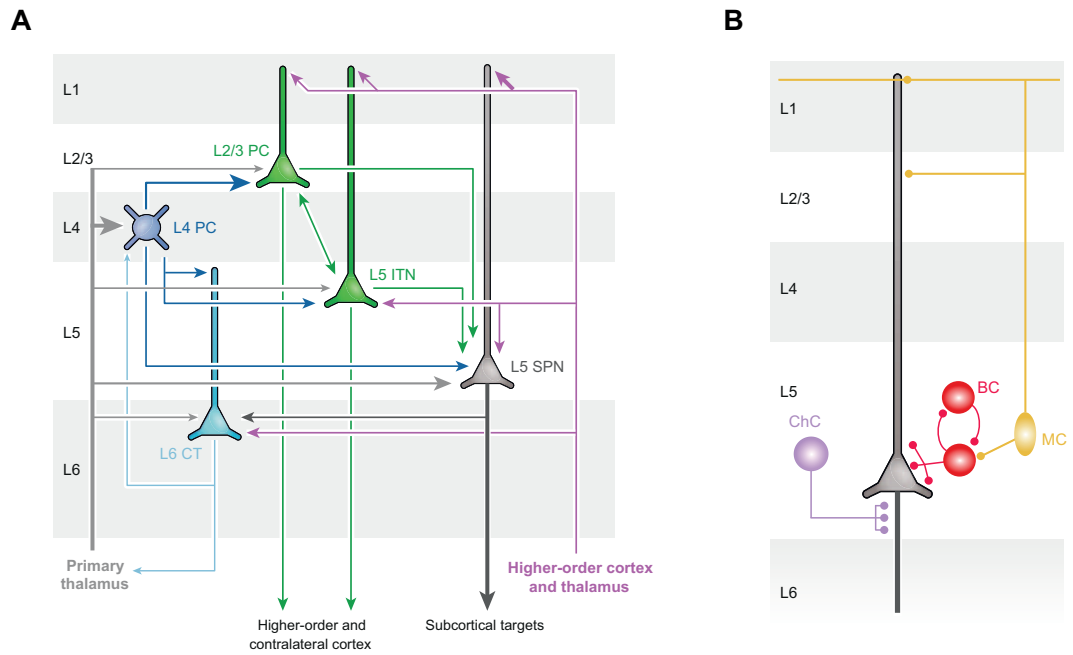 A
L1
L2/3
L2/3 PC
L4
L4 PC
L5 ITN
L5
L5 SPN
L6 CT
L6
Primary
thalamus
Higher-order cortex
and thalamus
Higher-order and
contralateral cortex
Subcortical targets
B
L1
L2/3
L4
L5
BC
ChC
MC
L6